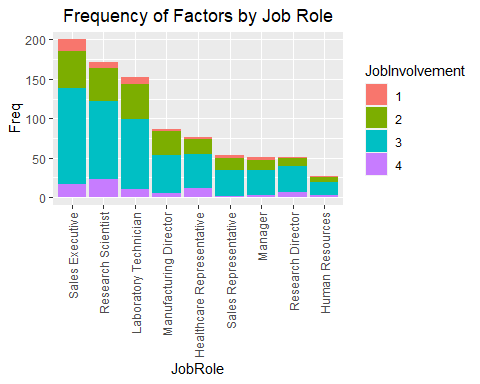 Frequency of Factors by Job Role
Freq
200
150
100
50
0
Sales Executive
Research Scientist
Laboratory Technician
Manufacturing Director
Healthcare Representative
Sales Representative
Manager
Research Director
Human Resources
JobRole
JobInvolvement
1
2
3
4